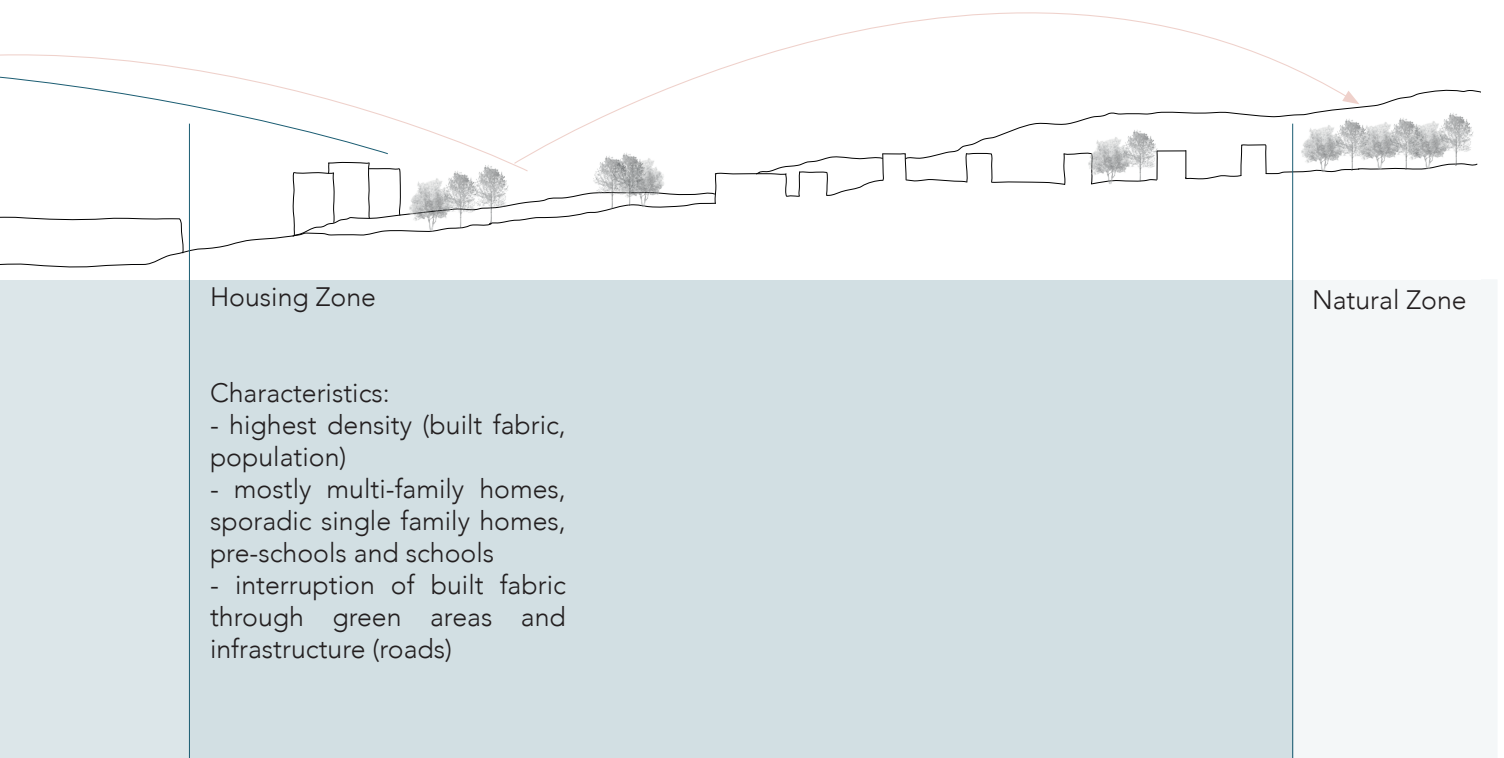 Housing Zone
Natural Zone
Characteristics:
- highest density (built fabric,
population)
- mostly multi-family homes,
sporadic single family homes,
pre-schools and schools
- interruption of built fabric
through green areas and
infrastructure (roads)